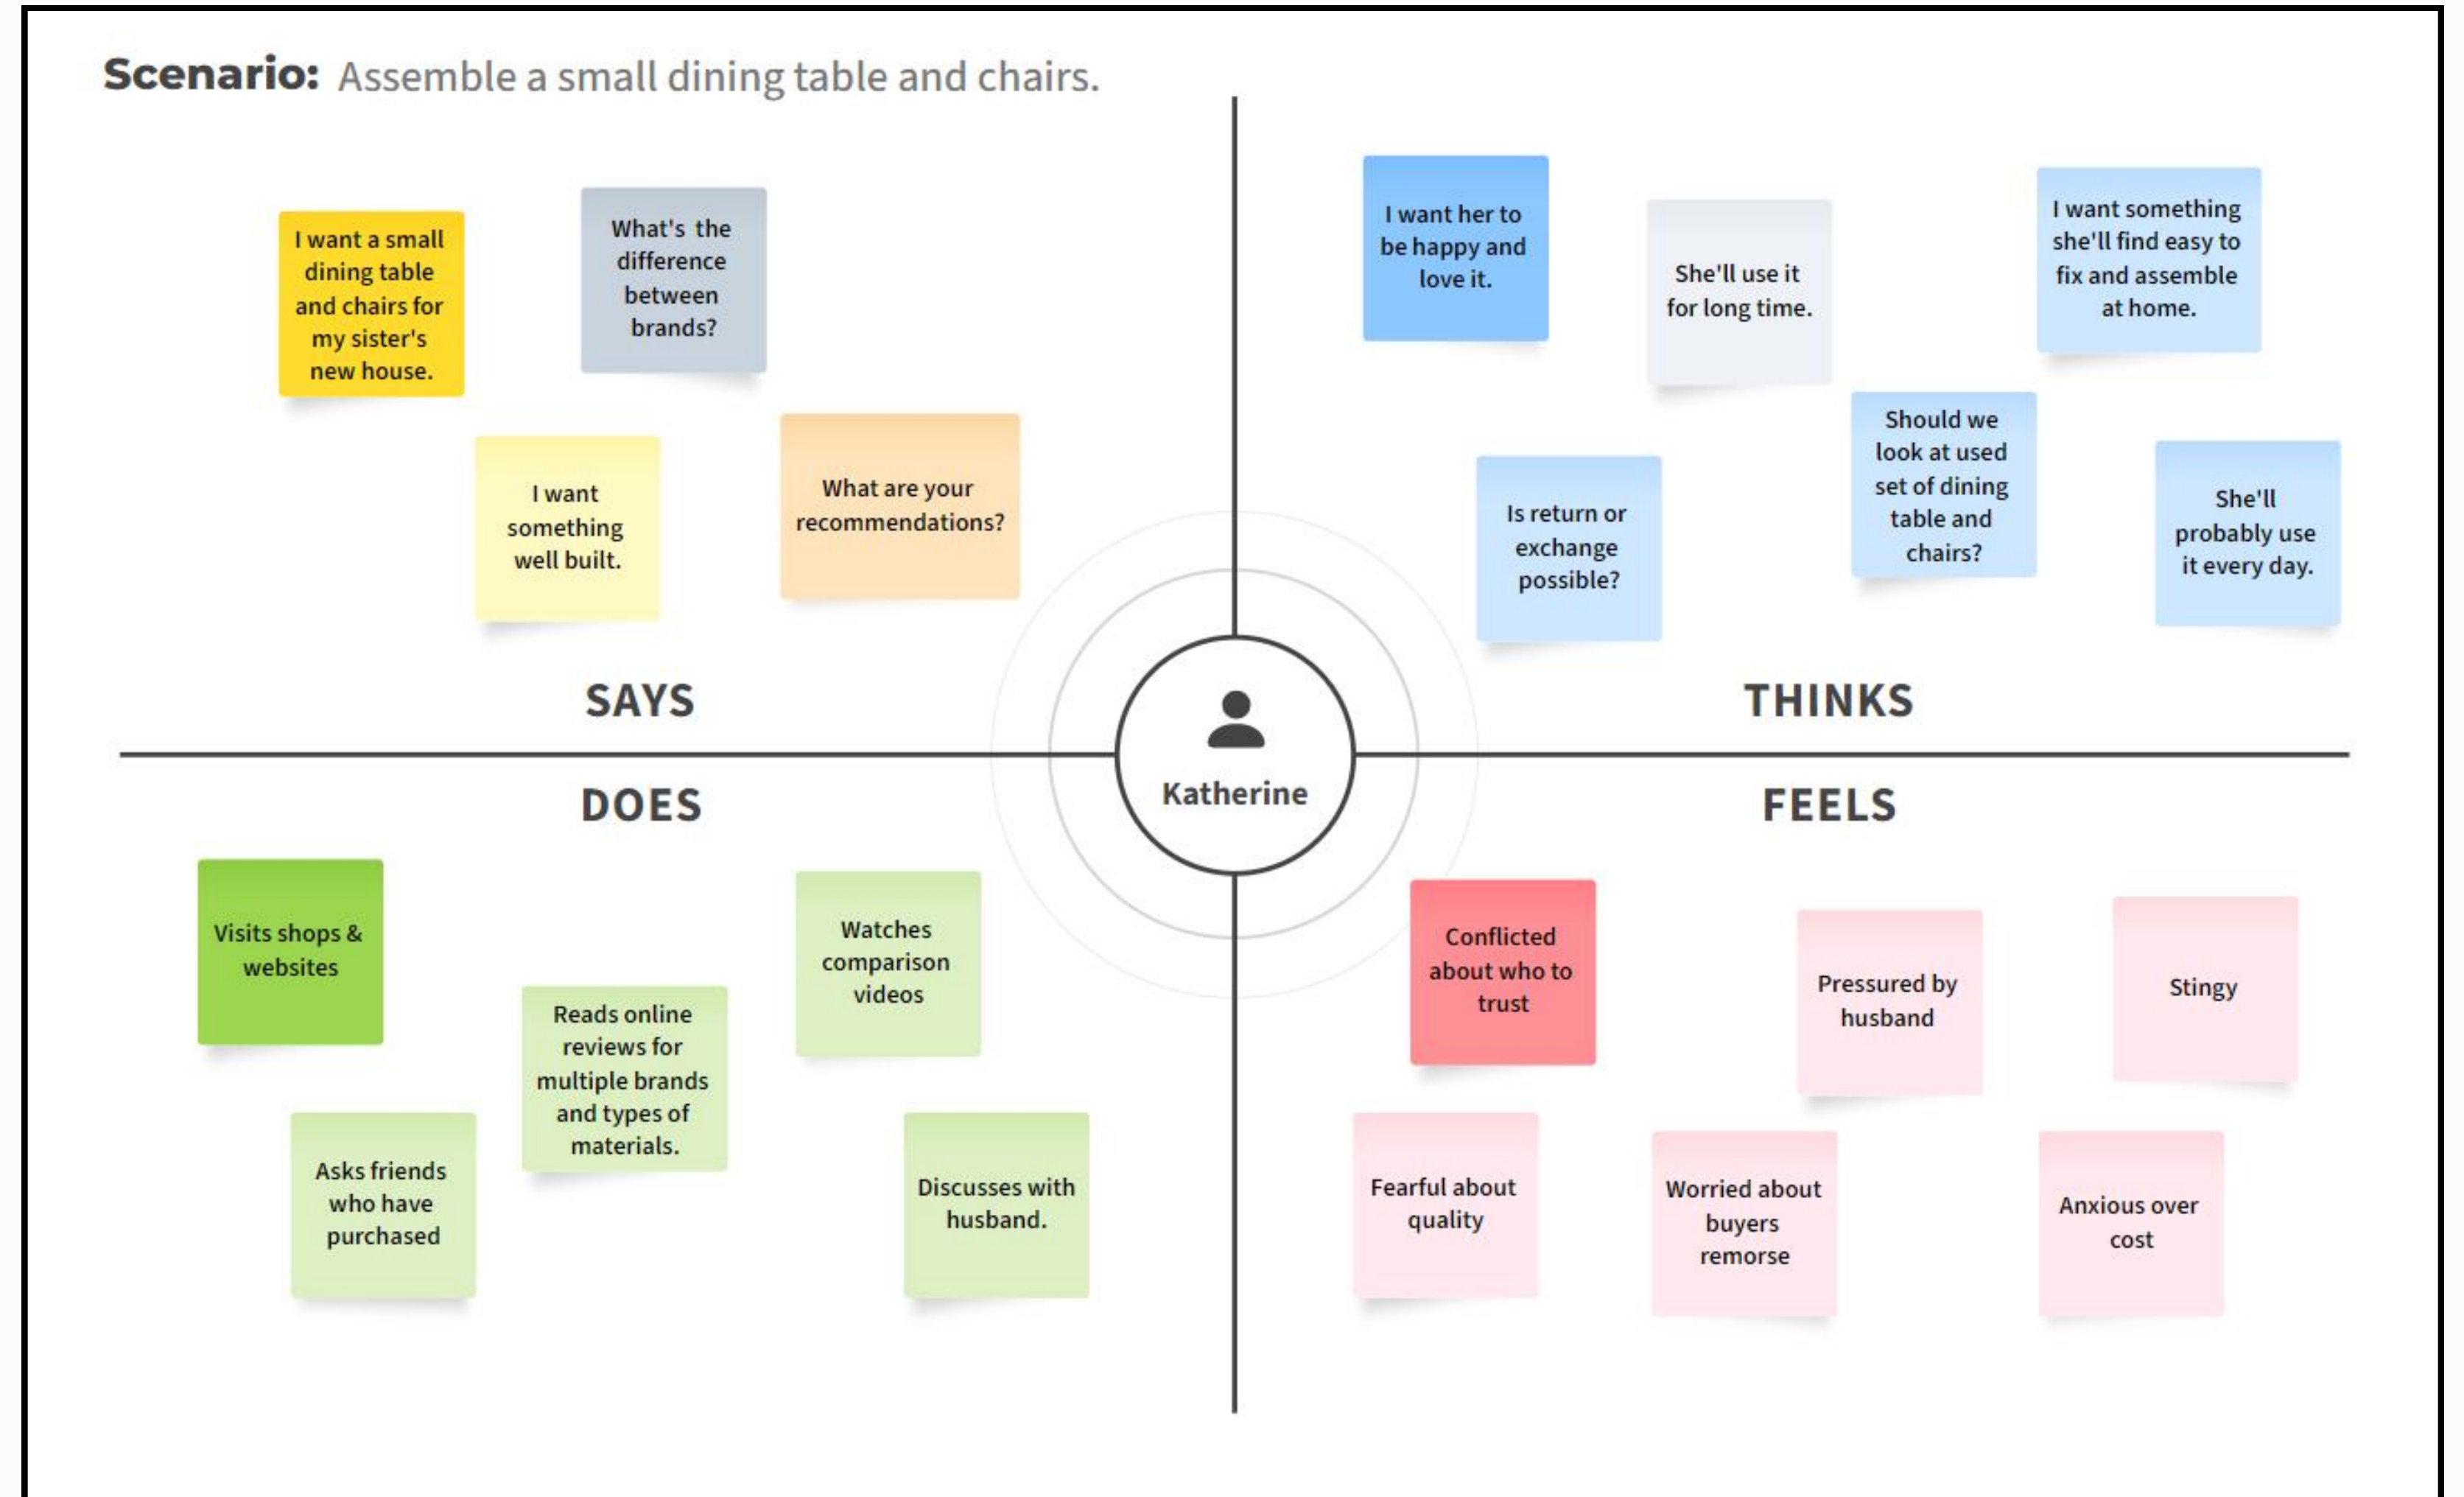 Scenario: Assemble a small dining table and chairs.
I want a small
dining table
and chairs for
my sister's
new house.
What's the
difference
between
brands?
I want
something
well built.
What are your
recommendations?
SAYS
I want her to
be happy and
love it.
She'll use it
for long time.
I want something
she'll find easy to
fix and assemble
at home.
Is return or
exchange
possible?
Should we
look at used
set of dining
table and
chairs?
She'll
probably use
it every day.
THINKS
Katherine
DOES
Visits shops &
websites
Reads online
reviews for
multiple brands
and types of
materials.
Watches
comparison
videos
Asks friends
who have
purchased
Discusses with
husband.
FEELS
Conflicted
about who to
trust
Pressured by
husband
Stingy
Fearful about
quality
Worried about
buyers
remorse
Anxious over
cost